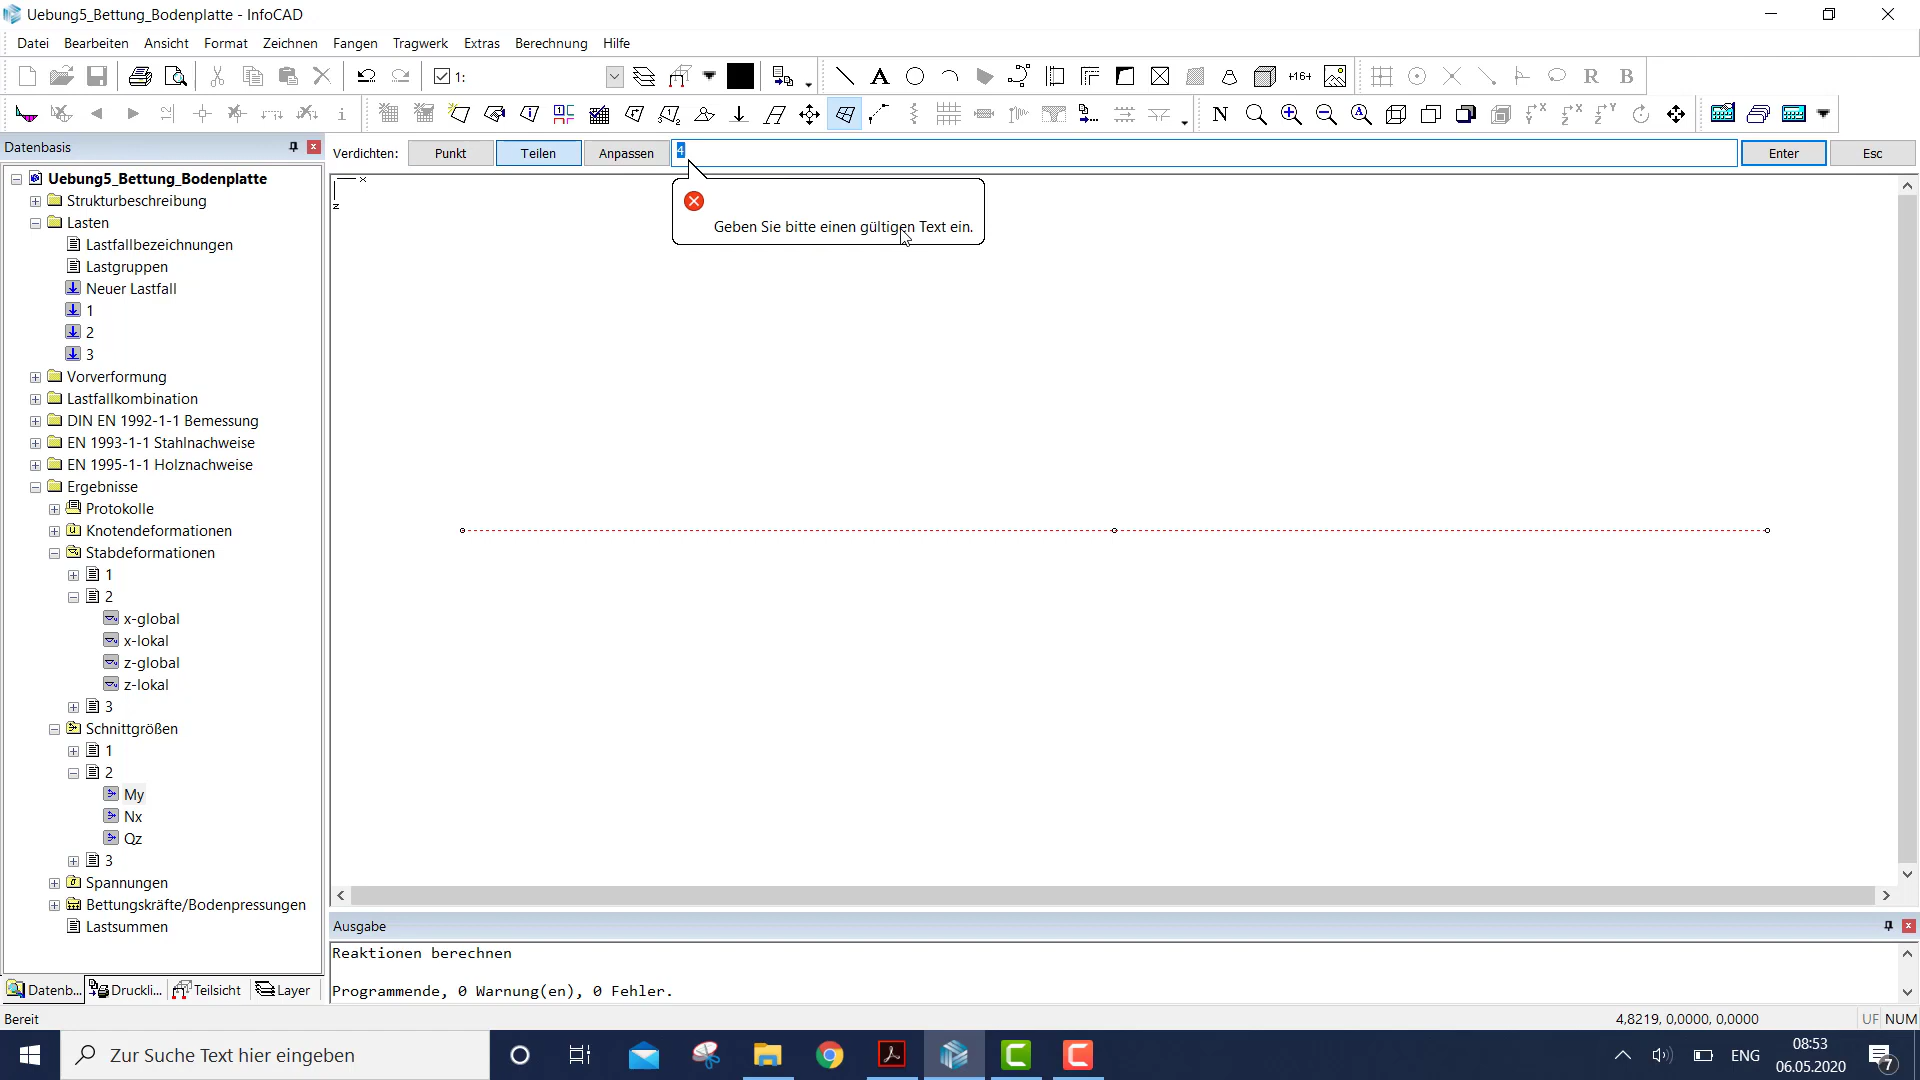 Uebung5_Bettung_Bodenplatte - InfoCAD
Datei Bearbeiten Ansicht Format Zeichnen Fangen Tragwerk Extras Berechnung Hilfe
1:
+16+
R B
N
Datenbasis
Verdichten: Punkt Teilen Anpassen 4 Enter Esc
Geben Sie bitte einen gültigen Text ein.
x
z
Uebung5_Bettung_Bodenplatte
Strukturbeschreibung
Lasten
Lastfallbezeichnungen
Lastgruppen
Neuer Lastfall
1
2
3
Vorverformung
Lastfallkombination
DIN EN 1992-1-1 Bemessung
EN 1993-1-1 Stahlnachweise
EN 1995-1-1 Holznachweise
Ergebnisse
Protokolle
Knotendeformationen
Stabdeformationen
1
2
x-global
x-lokal
z-global
z-lokal
3
Schnittgrößen
1
2
My
Nx
Qz
3
Spannungen
Bettungskräfte/Bodenpressungen
Lastsummen
Datenb... Druckli... Teilsicht Layer
Ausgabe
Reaktionen berechnen
Programmende, 0 Warnung(en), 0 Fehler.
Bereit
4,8219, 0,0000, 0,0000
UF NUM
Zur Suche Text hier eingeben
ENG
08:53
06.05.2020
7